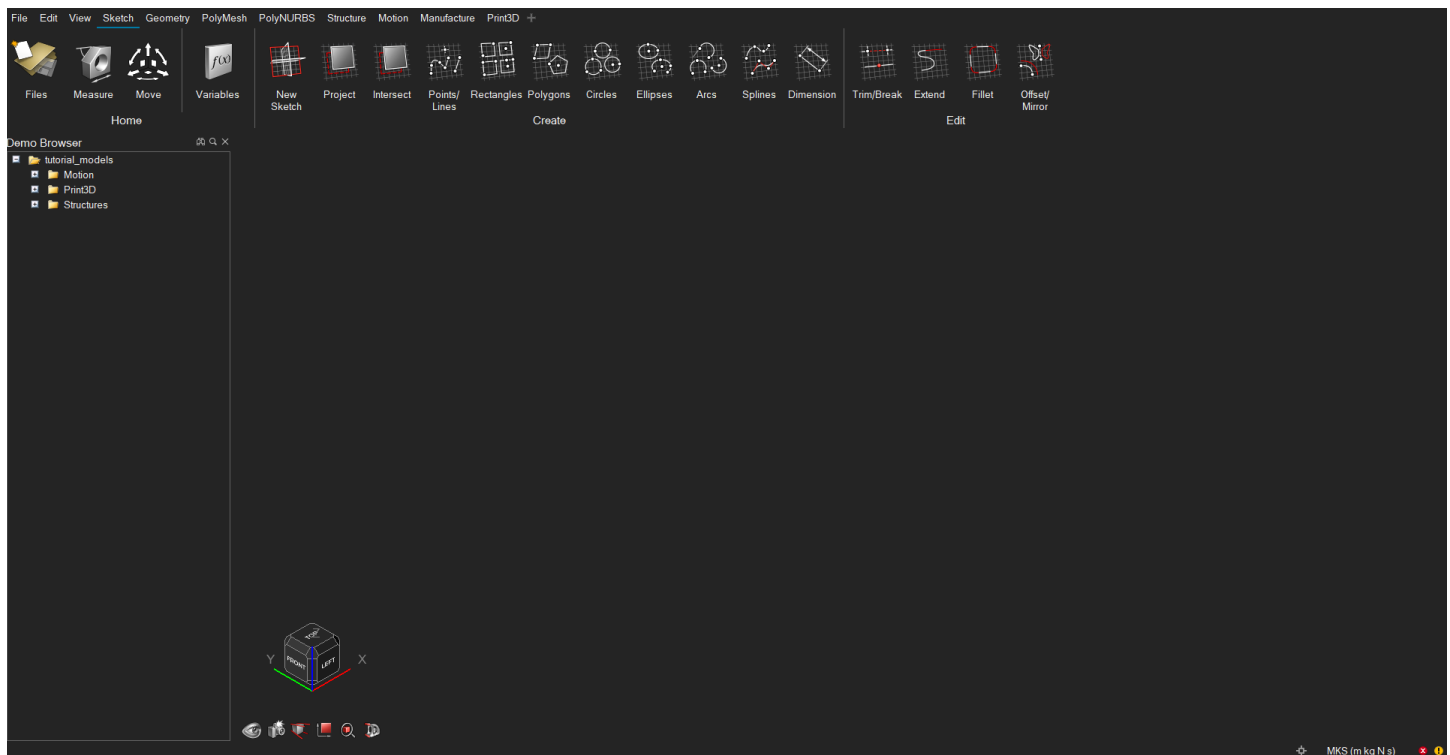 File Edit View Sketch Geometry PolyMesh PolyNURBS Structure Motion Manufacture Print3D
f(x)
Files Measure Move Variables New Sketch Project Intersect Points/ Lines Rectangles Polygons Circles Ellipses Arcs Splines Dimension Trim/Break Extend Fillet Offset/ Mirror
Home Create Edit
Demo Browser
tutorial_models
Motion
Print3D
Structures
TOP
Y FRONT LEFT X
MKS (m kg N s)